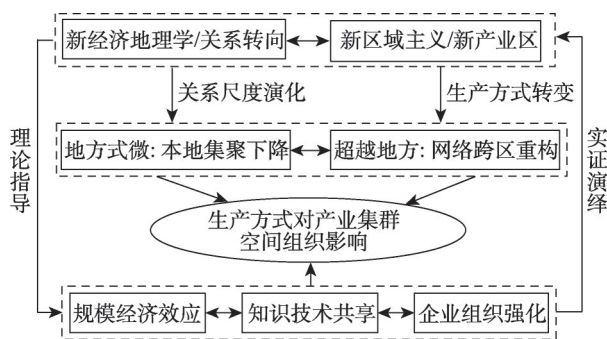 新经济地理学/关系转向
新区域主义/新产业区
关系尺度演化
生产方式转变
理论指导
实证演绎
地方式微: 本地集聚下降
超越地方: 网络跨区重构
生产方式对产业集群
空间组织影响
规模经济效应
知识技术共享
企业组织强化